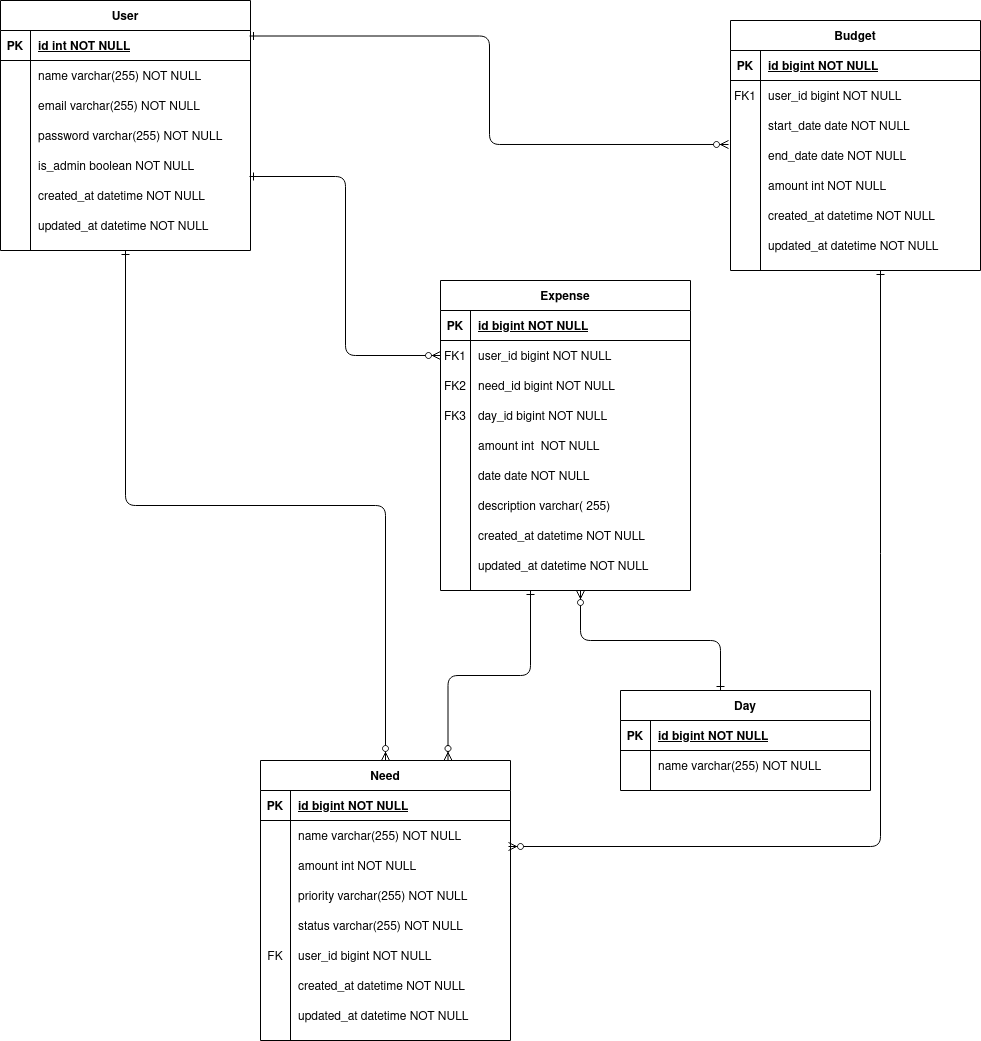 User
PK id int NOT NULL
name varchar(255) NOT NULL
email varchar(255) NOT NULL
password varchar(255) NOT NULL
is_admin boolean NOT NULL
created_at datetime NOT NULL
updated_at datetime NOT NULL
Budget
PK id bigint NOT NULL
FK1 user_id bigint NOT NULL
start_date date NOT NULL
end_date date NOT NULL
amount int NOT NULL
created_at datetime NOT NULL
updated_at datetime NOT NULL
Expense
PK id bigint NOT NULL
FK1 user_id bigint NOT NULL
FK2 need_id bigint NOT NULL
FK3 day_id bigint NOT NULL
amount int  NOT NULL
date date NOT NULL
description varchar( 255)
created_at datetime NOT NULL
updated_at datetime NOT NULL
Day
PK id bigint NOT NULL
name varchar(255) NOT NULL
Need
PK id bigint NOT NULL
name varchar(255) NOT NULL
amount int NOT NULL
priority varchar(255) NOT NULL
status varchar(255) NOT NULL
FK user_id bigint NOT NULL
created_at datetime NOT NULL
updated_at datetime NOT NULL